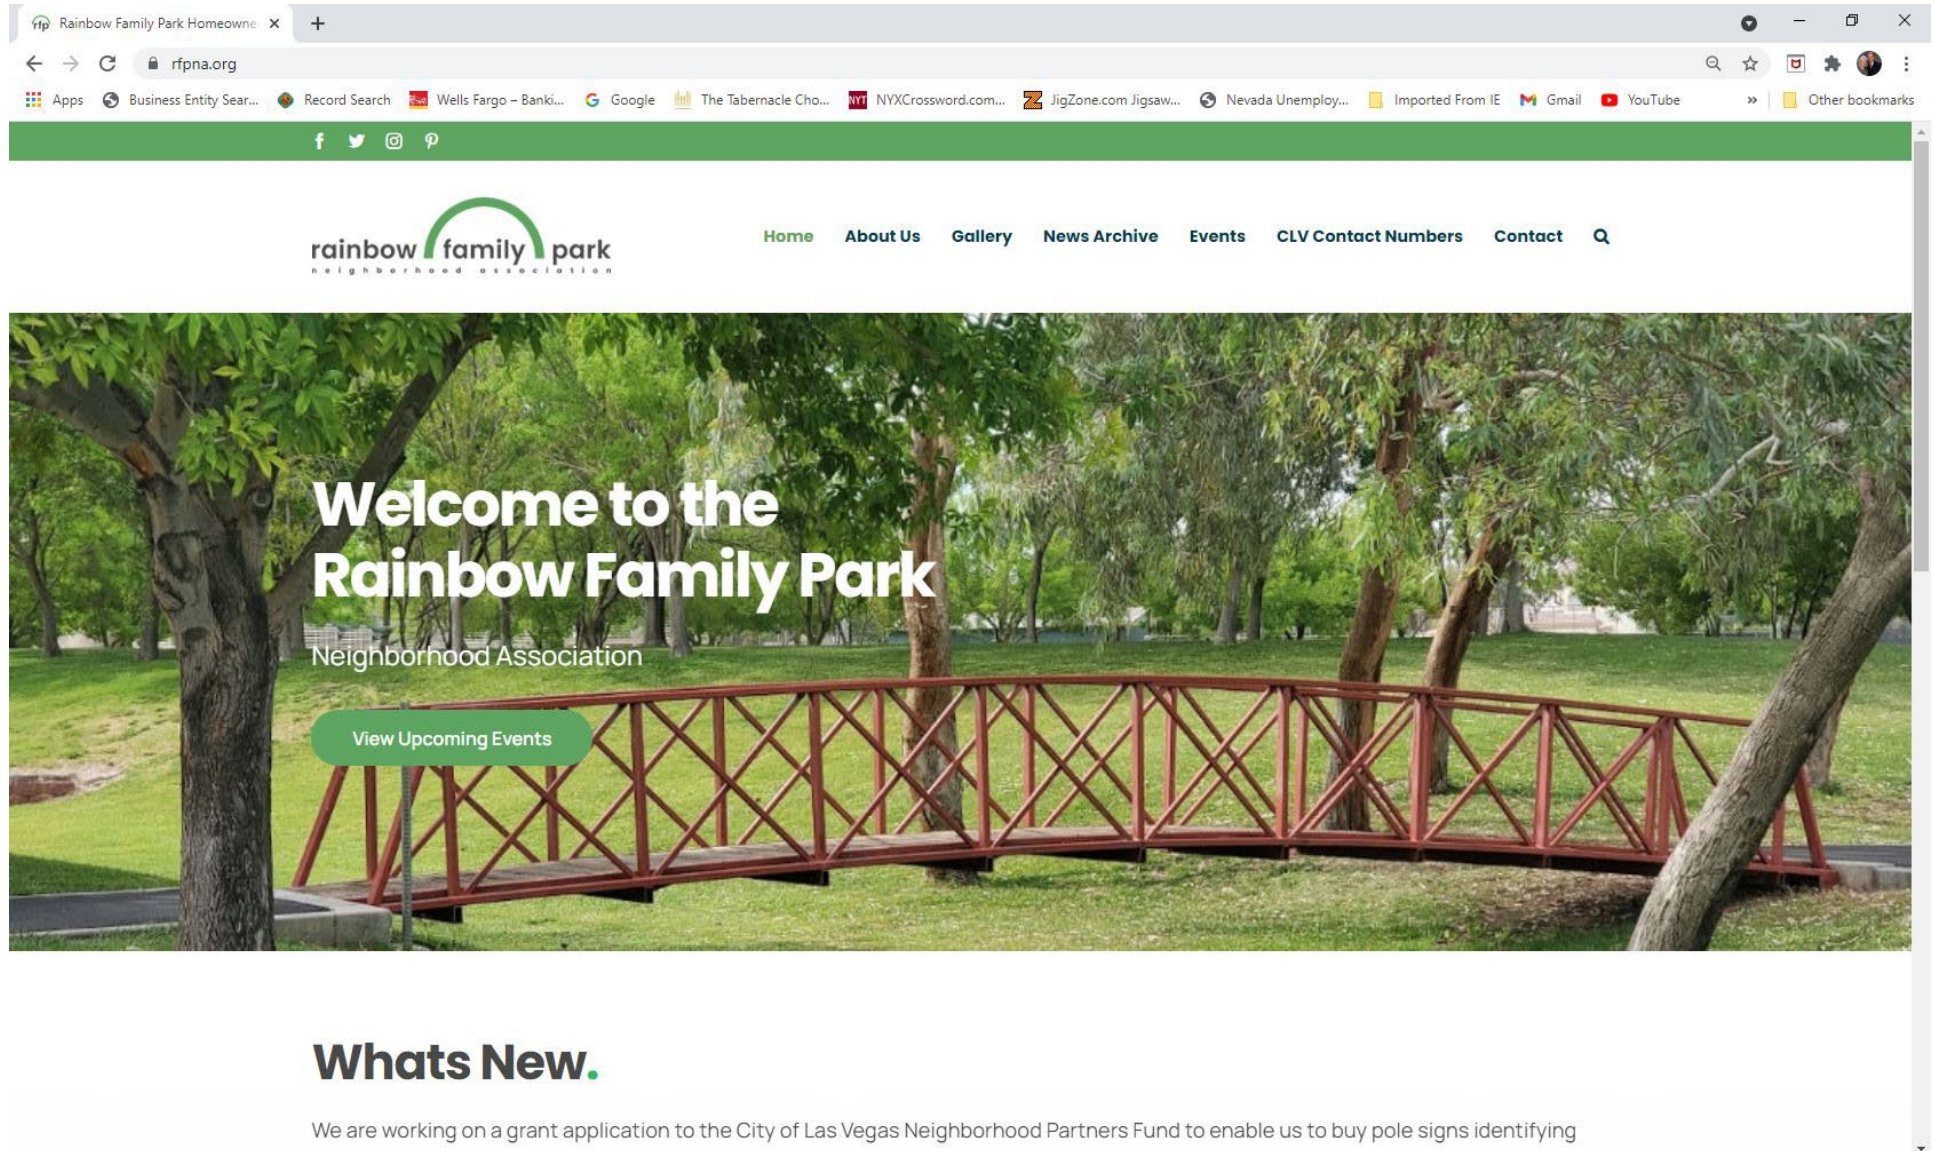 rfp Rainbow Family Park Homeowne
rfpna.org
Apps Business Entity Sear... Record Search Wells Fargo – Banki... Google The Tabernacle Cho... NYT NYXCrossword.com... JigZone.com Jigsaw... Nevada Unemploy... Imported From IE Gmail YouTube » Other bookmarks
rainbow family park
neighborhood association
Home About Us Gallery News Archive Events CLV Contact Numbers Contact
Welcome to the
Rainbow Family Park
Neighborhood Association
View Upcoming Events
Whats New.
We are working on a grant application to the City of Las Vegas Neighborhood Partners Fund to enable us to buy pole signs identifying